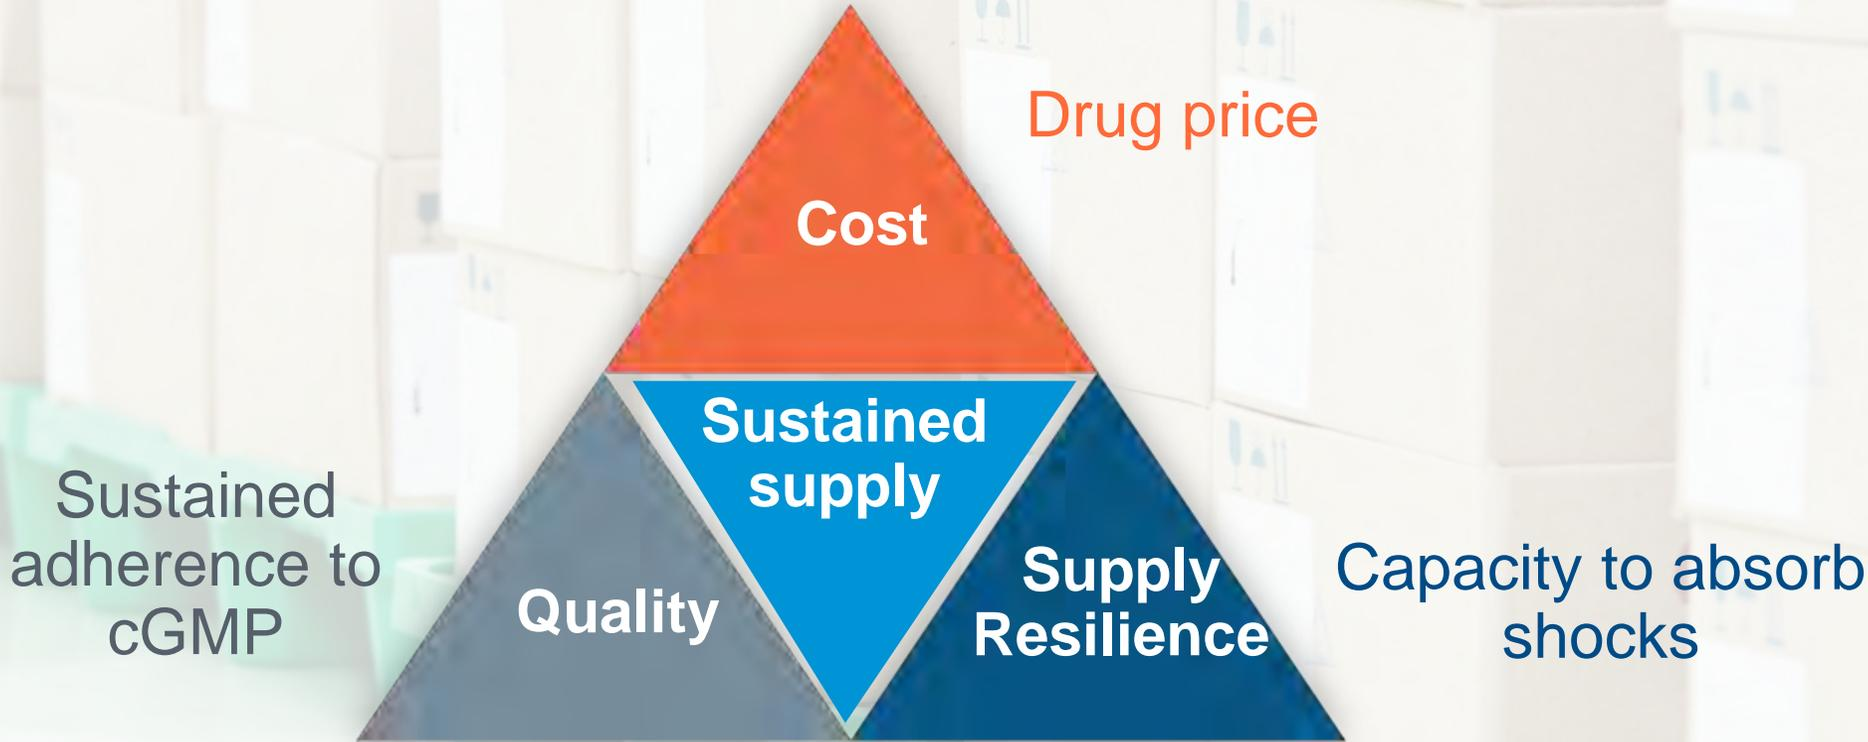 Drug price
Cost
Sustained
supply
Sustained
adherence to
cGMP
Quality
Supply
Resilience
Capacity to absorb
shocks